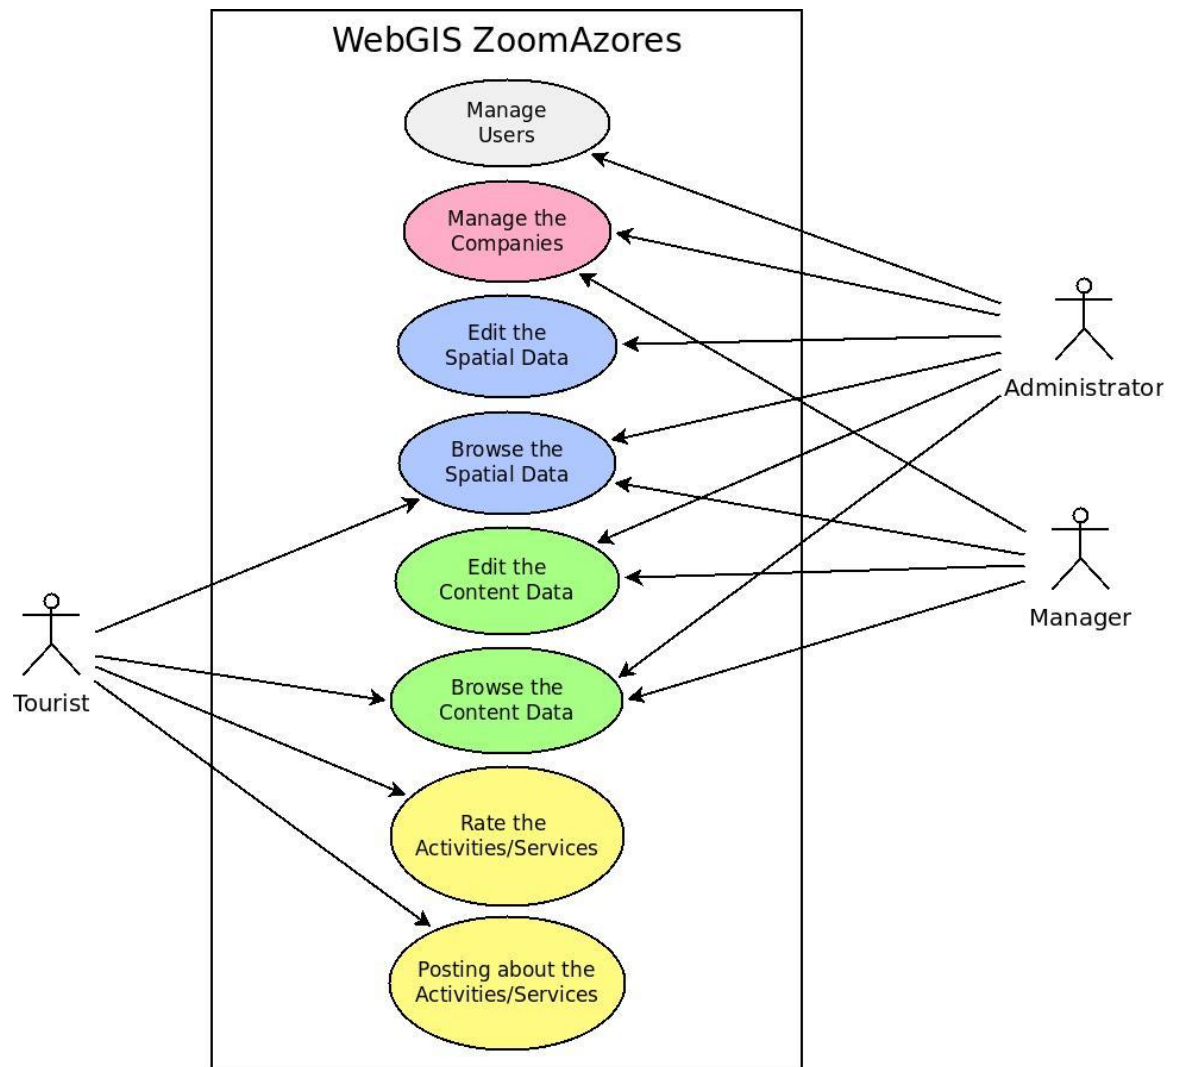 WebGIS ZoomAzores
Manage
Users
Manage the
Companies
Edit the
Spatial Data
Browse the
Spatial Data
Edit the
Content Data
Browse the
Content Data
Rate the
Activities/Services
Posting about the
Activities/Services
Administrator
Manager
Tourist